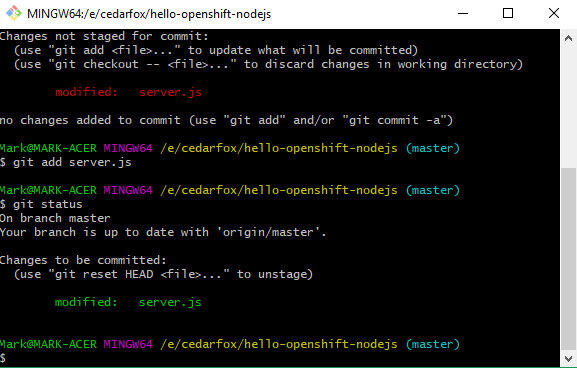 MINGW64:/e/cedarfox/hello-openshift-nodejs
Changes not staged for commit:
  (use "git add <file>..." to update what will be committed)
  (use "git checkout -- <file>..." to discard changes in working directory)

        modified:   server.js

no changes added to commit (use "git add" and/or "git commit -a")

Mark@MARK-ACER MINGW64 /e/cedarfox/hello-openshift-nodejs (master)
$ git add server.js

Mark@MARK-ACER MINGW64 /e/cedarfox/hello-openshift-nodejs (master)
$ git status
On branch master
Your branch is up to date with 'origin/master'.

Changes to be committed:
  (use "git reset HEAD <file>..." to unstage)

        modified:   server.js


Mark@MARK-ACER MINGW64 /e/cedarfox/hello-openshift-nodejs (master)
$